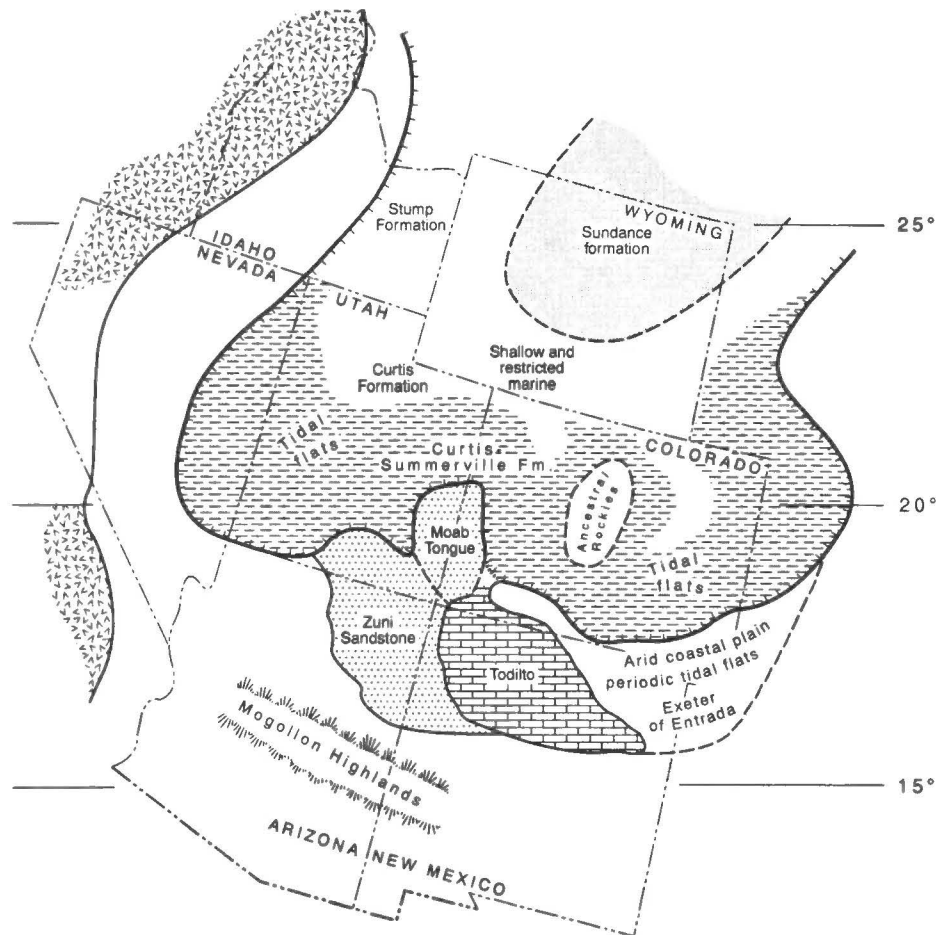 Stump
Formation
WYOMING
Sundance
formation
25°
IDAHO
NEVADA
UTAH
Shallow and
restricted
marine
Curtis
Formation
Tidal
flats
Curtis-
Summerville Fm.
COLORADO
Ancestral
Rockies
20°
Moab
Tongue
Tidal
flats
Zuni
Sandstone
Todilto
Arid coastal plain
periodic tidal flats
Exeter
of Entrada
Mogollon Highlands
15°
ARIZONA
NEW MEXICO